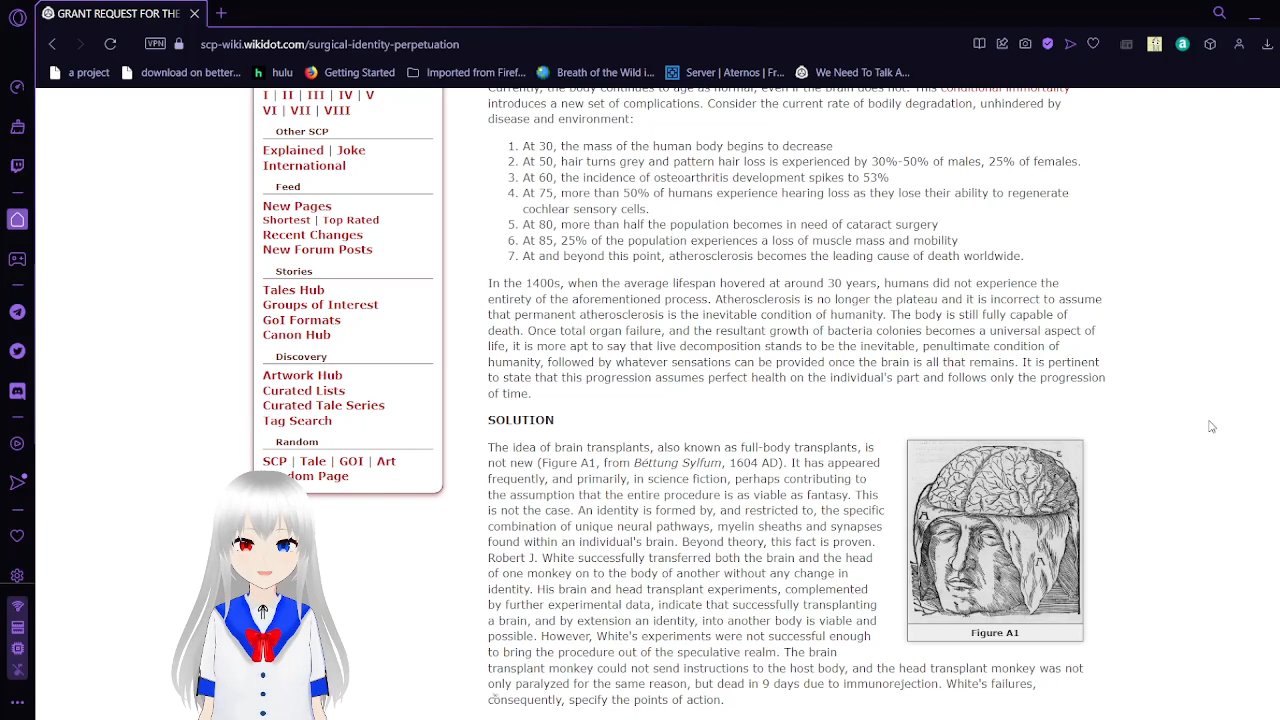 GRANT REQUEST FOR THE
VPN
scp-wiki.wikidot.com/surgical-identity-perpetuation
a project
download on better...
hulu
Getting Started
Imported from Firef...
Breath of the Wild i...
Server | Aternos | Fr...
We Need To Talk A...
I | II | III | IV | V
VI | VII | VIII
Other SCP
Explained | Joke
International
Feed
New Pages
Shortest | Top Rated
Recent Changes
New Forum Posts
Stories
Tales Hub
Groups of Interest
GoI Formats
Canon Hub
Discovery
Artwork Hub
Curated Lists
Curated Tale Series
Tag Search
Random
SCP | Tale | GOI | Art
dom Page
Currently, the body continues to age as normal, even if the brain does not. This conditional immortality
introduces a new set of complications. Consider the current rate of bodily degradation, unhindered by
disease and environment:
1. At 30, the mass of the human body begins to decrease
2. At 50, hair turns grey and pattern hair loss is experienced by 30%-50% of males, 25% of females.
3. At 60, the incidence of osteoarthritis development spikes to 53%
4. At 75, more than 50% of humans experience hearing loss as they lose their ability to regenerate
cochlear sensory cells.
5. At 80, more than half the population becomes in need of cataract surgery
6. At 85, 25% of the population experiences a loss of muscle mass and mobility
7. At and beyond this point, atherosclerosis becomes the leading cause of death worldwide.
In the 1400s, when the average lifespan hovered at around 30 years, humans did not experience the
entirety of the aforementioned process. Atherosclerosis is no longer the plateau and it is incorrect to assume
that permanent atherosclerosis is the inevitable condition of humanity. The body is still fully capable of
death. Once total organ failure, and the resultant growth of bacteria colonies becomes a universal aspect of
life, it is more apt to say that live decomposition stands to be the inevitable, penultimate condition of
humanity, followed by whatever sensations can be provided once the brain is all that remains. It is pertinent
to state that this progression assumes perfect health on the individual's part and follows only the progression
of time.
SOLUTION
The idea of brain transplants, also known as full-body transplants, is
not new (Figure A1, from Bëttung Sylfum, 1604 AD). It has appeared
frequently, and primarily, in science fiction, perhaps contributing to
the assumption that the entire procedure is as viable as fantasy. This
is not the case. An identity is formed by, and restricted to, the specific
combination of unique neural pathways, myelin sheaths and synapses
found within an individual's brain. Beyond theory, this fact is proven.
Robert J. White successfully transferred both the brain and the head
of one monkey on to the body of another without any change in
identity. His brain and head transplant experiments, complemented
by further experimental data, indicate that successfully transplanting
a brain, and by extension an identity, into another body is viable and
possible. However, White's experiments were not successful enough
to bring the procedure out of the speculative realm. The brain
transplant monkey could not send instructions to the host body, and the head transplant monkey was not
only paralyzed for the same reason, but dead in 9 days due to immunorejection. White's failures,
consequently, specify the points of action.
Figure A1